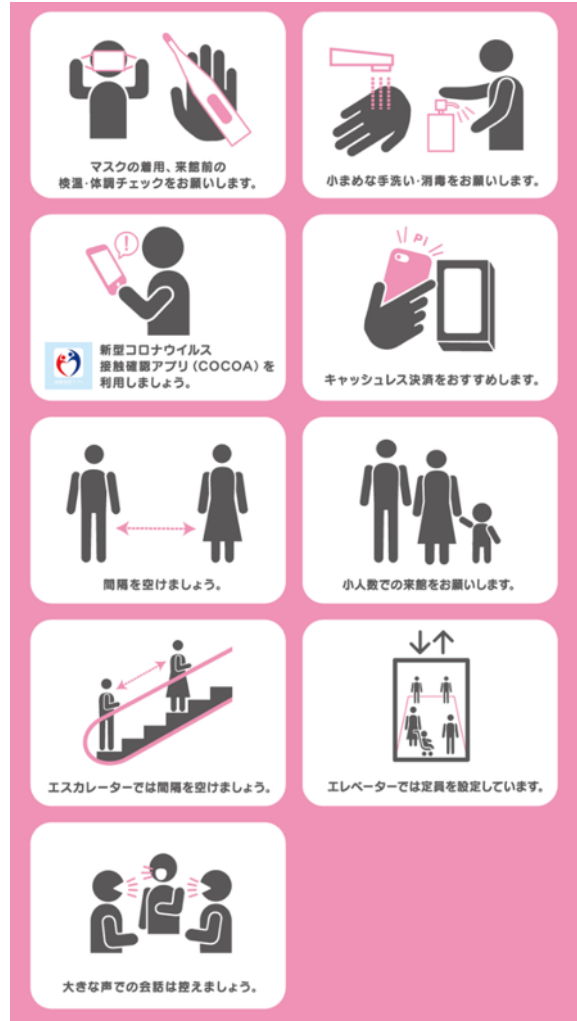 マスクの着用、来館前の
検温・体調チェックをお願いします。
小まめな手洗い・消毒をお願いします。
新型コロナウイルス
接触確認アプリ（COCOA）を
利用しましょう。
Pi
キャッシュレス決済をおすすめします。
間隔を空けましょう。
小人数での来館をお願いします。
エスカレーターでは間隔を空けましょう。
エレベーターでは定員を設定しています。
大きな声での会話は控えましょう。